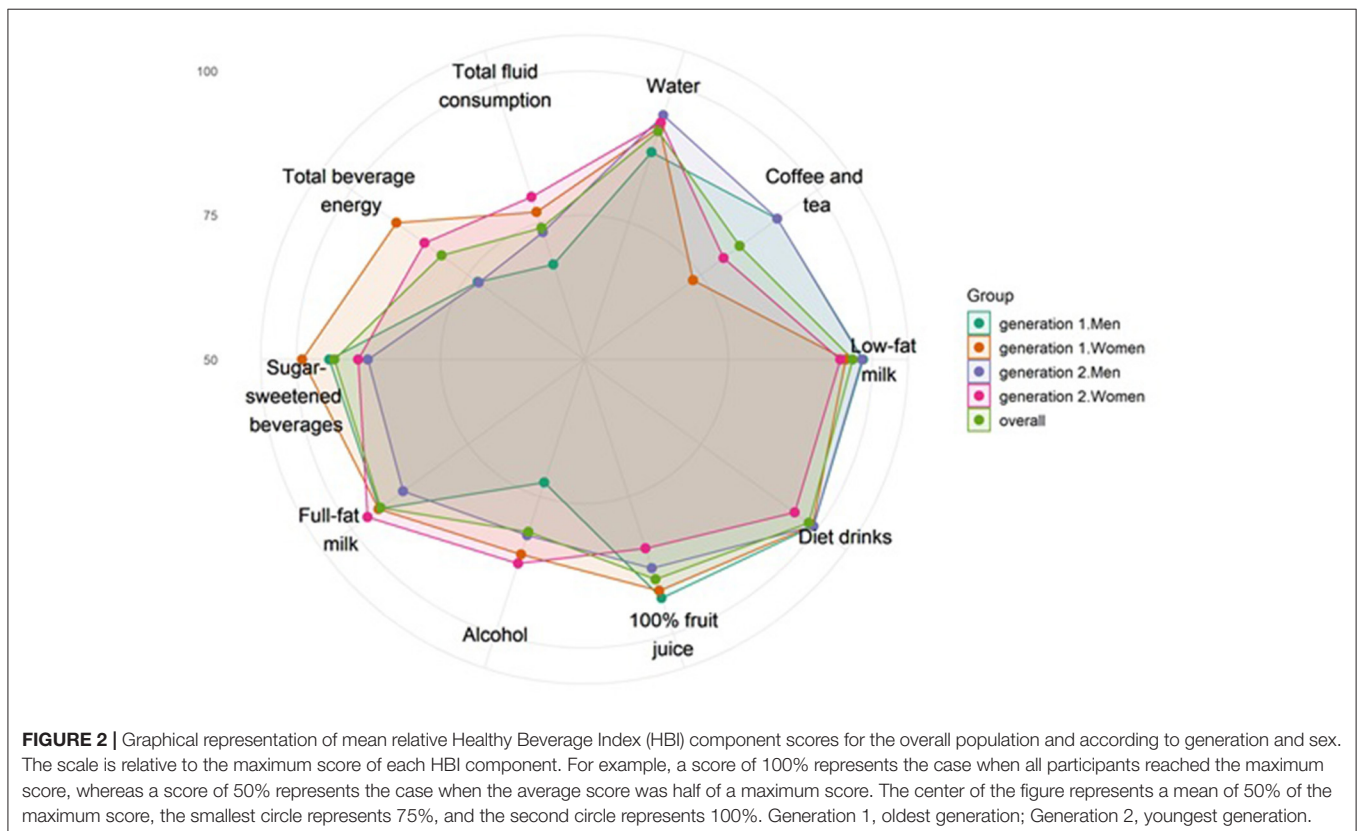 100
75
50
Total fluid
consumption
Water
Total beverage
energy
Coffee and
tea
Sugar-
sweetened
beverages
Low-fat
milk
Full-fat
milk
Diet drinks
Alcohol
100% fruit
juice
Group
generation 1.Men
generation 1.Women
generation 2.Men
generation 2.Women
overall
FIGURE 2 | Graphical representation of mean relative Healthy Beverage Index (HBI) component scores for the overall population and according to generation and sex.
The scale is relative to the maximum score of each HBI component. For example, a score of 100% represents the case when all participants reached the maximum
score, whereas a score of 50% represents the case when the average score was half of a maximum score. The center of the figure represents a mean of 50% of the
maximum score, the smallest circle represents 75%, and the second circle represents 100%. Generation 1, oldest generation; Generation 2, youngest generation.